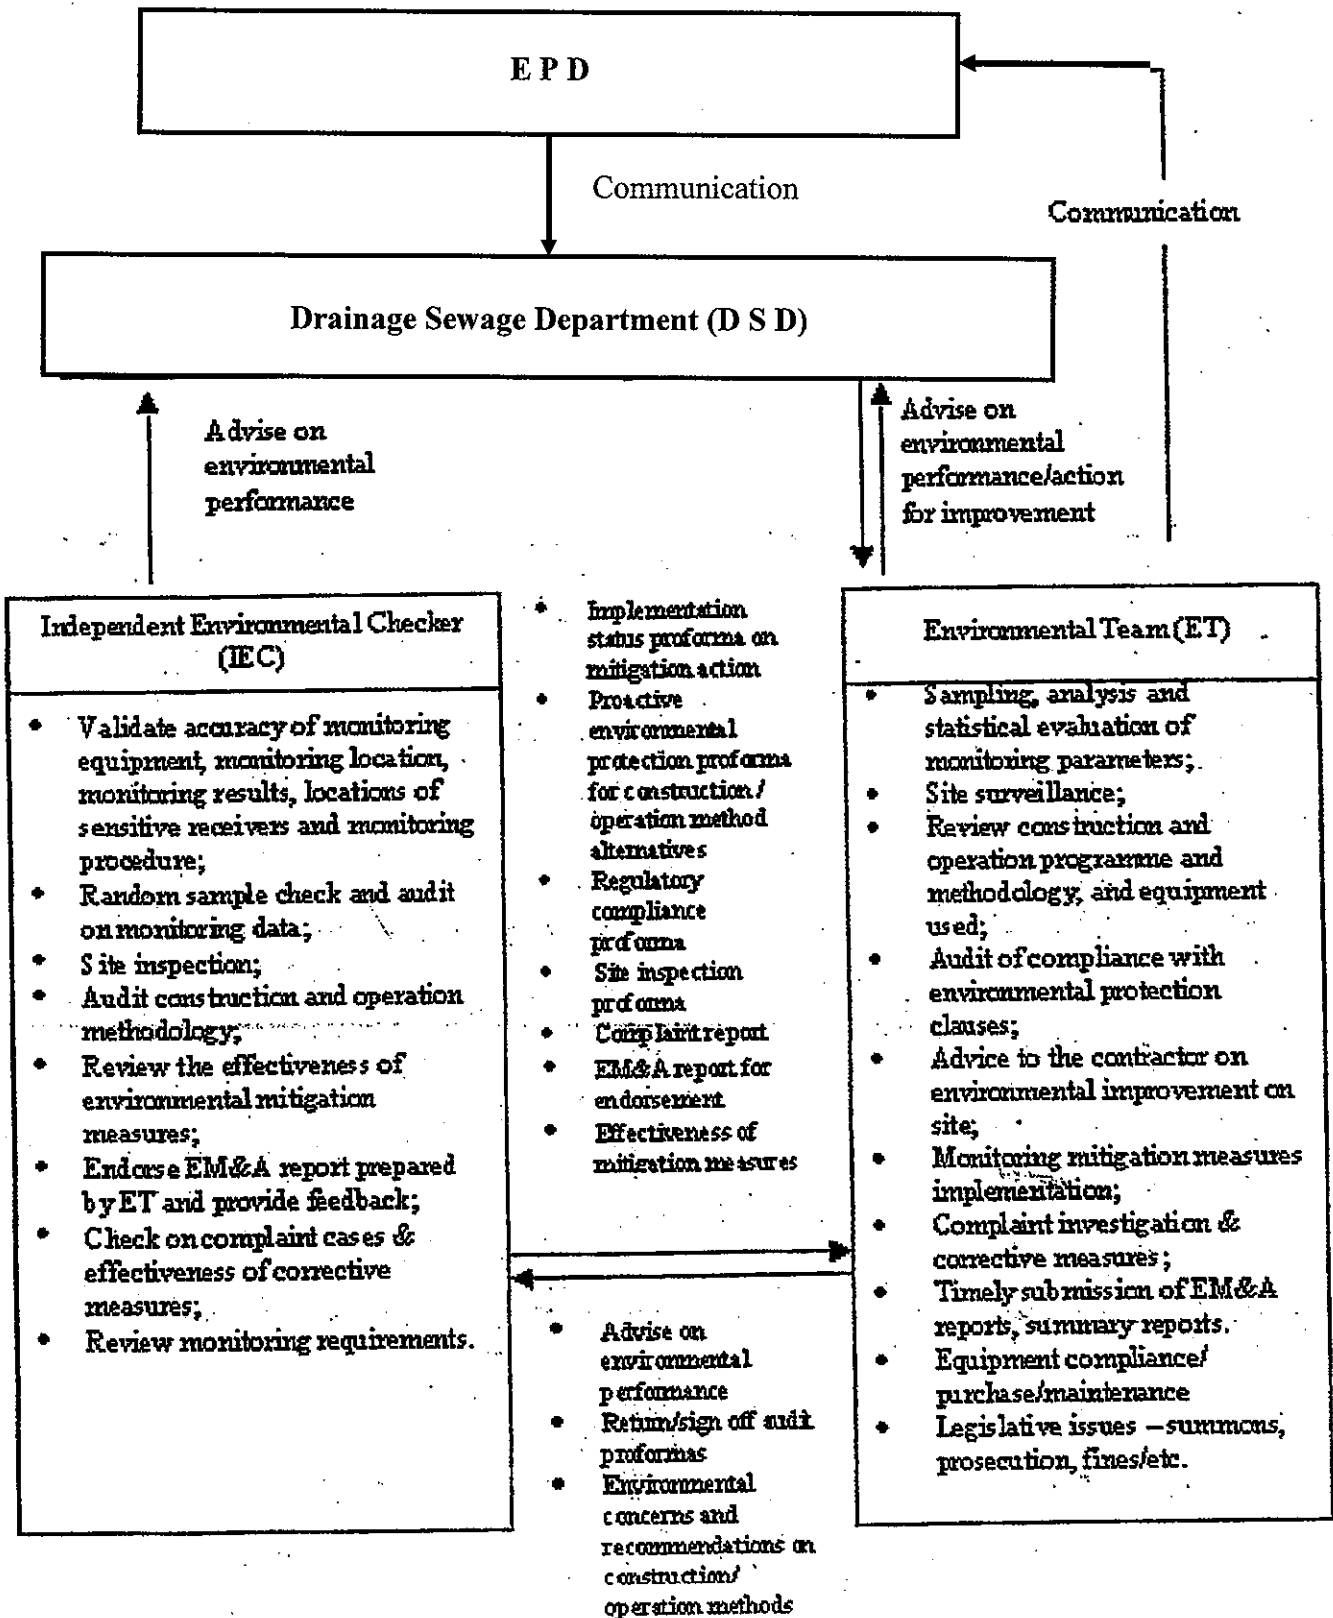 E P D
Communication
Communication
Drainage Sewage Department (D S D)
Advise on
environmental
performance
Advise on
environmental
performance/action
for improvement
Independent Environmental Checker
(IEC)
• Validate accuracy of monitoring
equipment, monitoring location,
monitoring results, locations of
sensitive receivers and monitoring
procedure;
• Random sample check and audit
on monitoring data;
• Site inspection;
• Audit construction and operation
methodology;
• Review the effectiveness of
environmental mitigation
measures;
• Endorse EM&A report prepared
by ET and provide feedback;
• Check on complaint cases &
effectiveness of corrective
measures;
• Review monitoring requirements.
• Implementation
status proforma on
mitigation action
• Proactive
environmental
protection proforma
for construction/
operation method
alternatives
• Regulatory
compliance
proforma
• Site inspection
proforma
• Complaint report
• EM&A report for
endorsement
• Effectiveness of
mitigation measures
• Advise on
environmental
performance
• Return/sign off audit
proformas
• Environmental
concerns and
recommendations on
construction/
operation methods
Environmental Team (ET)
• Sampling, analysis and
statistical evaluation of
monitoring parameters;
• Site surveillance;
• Review construction and
operation programme and
methodology, and equipment
used;
• Audit of compliance with
environmental protection
clauses;
• Advice to the contractor on
environmental improvement on
site;
• Monitoring mitigation measures
implementation;
• Complaint investigation &
corrective measures;
• Timely submission of EM&A
reports, summary reports.
• Equipment compliance/
purchase/maintenance
• Legislative issues – summons,
prosecution, fines/etc.